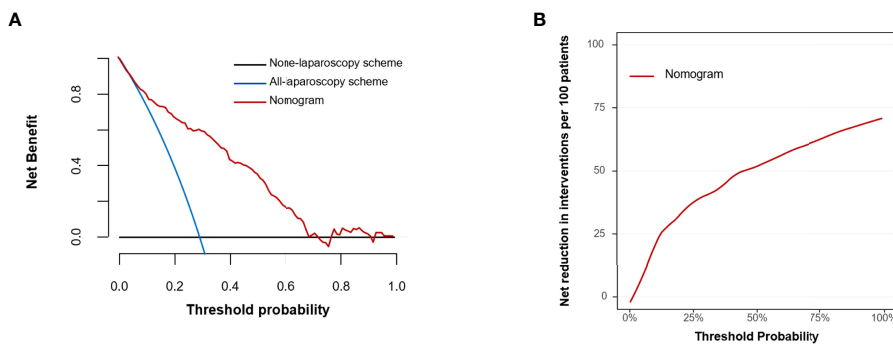 A
None-laparoscopy scheme
All-aparoscopy scheme
Nomogram
Net Benefit
0.8
0.4
0.0
0.0 0.2 0.4 0.6 0.8 1.0
Threshold probability
B
Net reduction in interventions per 100 patients
100
75
50
25
0
Nomogram
0% 25% 50% 75% 100%
Threshold Probability